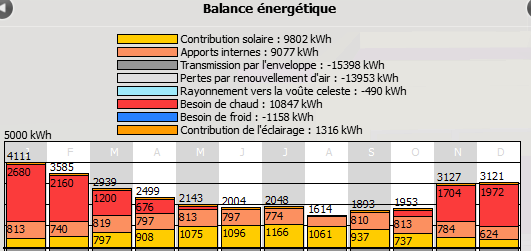 Balance énergétique
Contribution solaire : 9802 kWh
Apports internes : 9077 kWh
Transmission par l'enveloppe : -15398 kWh
Pertes par renouvellement d'air : -13953 kWh
Rayonnement vers la voûte celeste : -490 kWh
Besoin de chaud : 10847 kWh
Besoin de froid : -1158 kWh
Contribution de l'éclairage : 1316 kWh
5000 kWh
F M A M J J A S O N D
4111 3585 2939 2499 2143 2004 2048 1614 1893 1953 3127 3121
2680 2160 1200 676 1704 1972
813 740 819 797 813 797 774 810 813 784 624
797 908 1075 1096 1166 1061 937 737